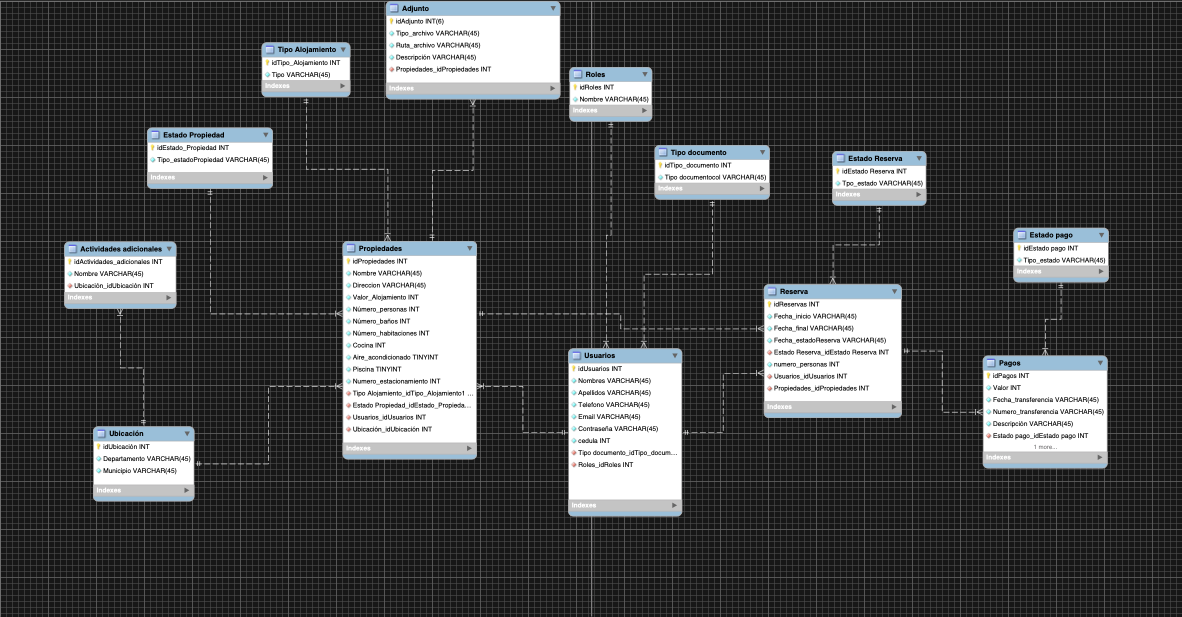 Adjunto
idAdjunto INT(6)
Tipo_archivo VARCHAR(45)
Ruta_archivo VARCHAR(45)
Descripción VARCHAR(45)
Propiedades_idPropiedades INT
Indexes
Tipo Alojamiento
idTipo_Alojamiento INT
Tipo VARCHAR(45)
Indexes
Roles
idRoles INT
Nombre VARCHAR(45)
Indexes
Estado Propiedad
idEstado_Propiedad INT
Tipo_estadoPropiedad VARCHAR(45)
Indexes
Tipo documento
idTipo_documento INT
Tipo documentocol VARCHAR(45)
Indexes
Estado Reserva
idEstado Reserva INT
Tpo_estado VARCHAR(45)
Indexes
Estado pago
idEstado pago INT
Tipo_estado VARCHAR(45)
Indexes
Actividades adicionales
idActividades_adicionales INT
Nombre VARCHAR(45)
Ubicación_idUbicación INT
Indexes
Propiedades
idPropiedades INT
Nombre VARCHAR(45)
Direccion VARCHAR(45)
Valor_Alojamiento INT
Número_personas INT
Número_baños INT
Número_habitaciones INT
Cocina INT
Aire_acondicionado TINYINT
Piscina TINYINT
Numero_estacionamiento INT
Tipo Alojamiento_idTipo_Alojamiento1 ...
Estado Propiedad_idEstado_Propieda...
Usuarios_idUsuarios INT
Ubicación_idUbicación INT
Indexes
Reserva
idReservas INT
Fecha_inicio VARCHAR(45)
Fecha_final VARCHAR(45)
Fecha_estadoReserva VARCHAR(45)
Estado Reserva_idEstado Reserva INT
numero_personas INT
Usuarios_idUsuarios INT
Propiedades_idPropiedades INT
Indexes
Usuarios
idUsuarios INT
Nombres VARCHAR(45)
Apellidos VARCHAR(45)
Telefono VARCHAR(45)
Email VARCHAR(45)
Contraseña VARCHAR(45)
cedula INT
Tipo documento_idTipo_docum...
Roles_idRoles INT
Indexes
Pagos
idPagos INT
Valor INT
Fecha_transferencia VARCHAR(45)
Numero_transferencia VARCHAR(45)
Descripción VARCHAR(45)
Estado pago_idEstado pago INT
1 more...
Indexes
Ubicación
idUbicación INT
Departamento VARCHAR(45)
Municipio VARCHAR(45)
Indexes